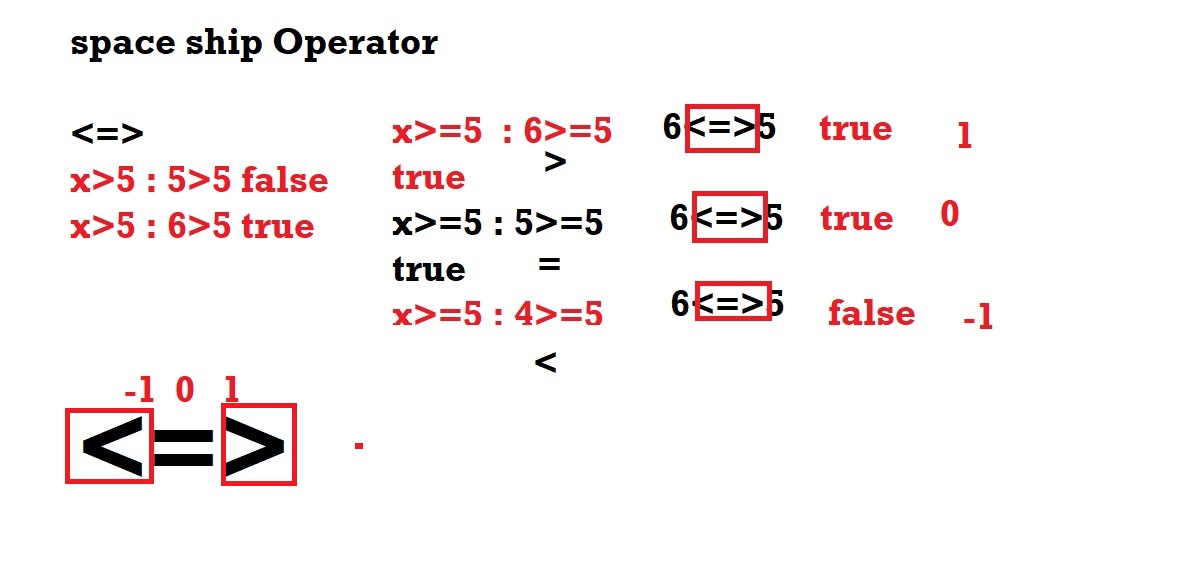 space ship Operator
<=>
x>5 : 5>5 false
x>5 : 6>5 true
x>=5 : 6>=5
>
true
x>=5 : 5>=5
true
=
x>=5 : 4>=5
<
6<=>5 true 1
6<=>5 true 0
6<=>5 false -1
-1 0 1
<=>
-